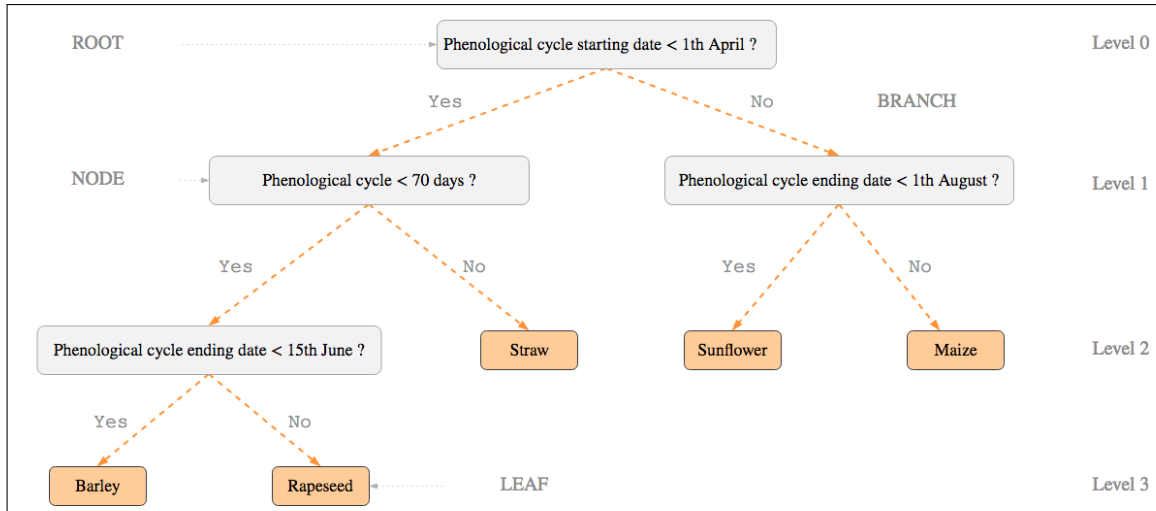 ROOT
Phenological cycle starting date < 1th April ?
Level 0
Yes
No
BRANCH
NODE
Phenological cycle < 70 days ?
Phenological cycle ending date < 1th August ?
Level 1
Yes
No
Yes
No
Phenological cycle ending date < 15th June ?
Straw
Sunflower
Maize
Level 2
Yes
No
Barley
Rapeseed
LEAF
Level 3